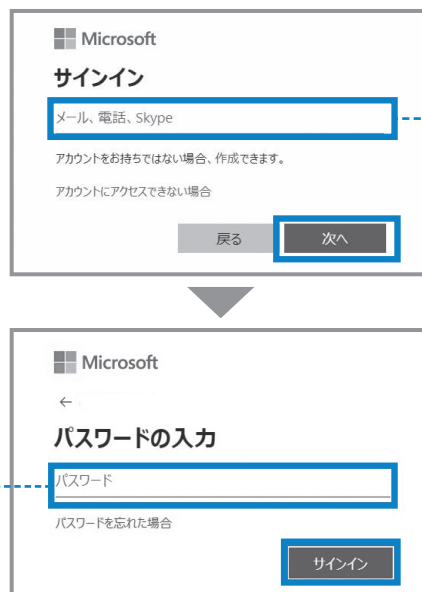 Microsoft
サインイン
メール、電話、Skype
アカウントをお持ちではない場合、作成できます。
アカウントにアクセスできない場合
戻る
次へ
Microsoft
←
パスワードの入力
パスワード
パスワードを忘れた場合
サインイン